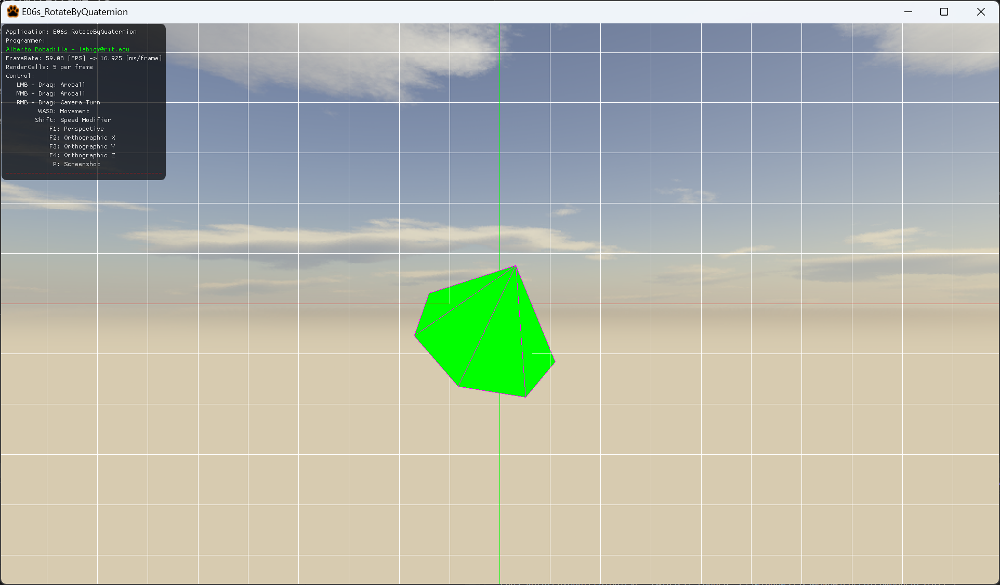 E06s_RotateByQuaternion
Application: E06s_RotateByQuaternion
Programmer:
Alberto Bobadilla - labigm@rit.edu
FrameRate: 59.08 [FPS] -> 16.925 [ms/frame]
RenderCalls: 5 per frame
Control:
LMB + Drag: Arcball
MMB + Drag: Arcball
RMB + Drag: Camera Turn
WASD: Movement
Shift: Speed Modifier
F1: Perspective
F2: Orthographic X
F3: Orthographic Y
F4: Orthographic Z
P: Screenshot